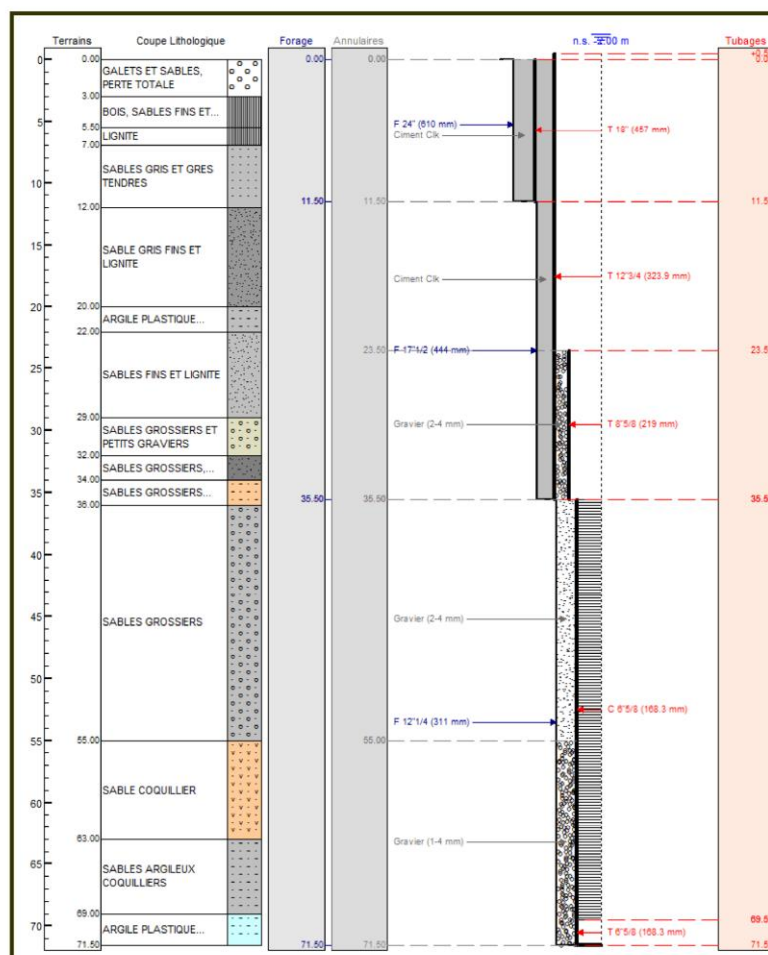 Terrains Coupe Lithologique Forage Annulaires n.s. Tubages
0 0.00 GALETS ET SABLES, 0.00 0.00
PERTE TOTALE
3.00
BOIS, SABLES FINS ET...
5 5.50 F 24" (610 mm) T 18" (457 mm)
LIGNITE Ciment Clk
7.00
SABLES GRIS ET GRES
TENDRES
10
11.50 11.50 11.5
12.00
15
SABLE GRIS FINS ET
LIGNITE Ciment Clk T 12"3/4 (323.9 mm)
20 20.00
ARGILE PLASTIQUE...
22.00
23.50 F 17"1/2 (444 mm) 23.5
25
SABLES FINS ET LIGNITE
29.00
30 SABLES GROSSIERS ET Gravier (2-4 mm) T 8"5/8 (219 mm)
PETITS GRAVIERS
32.00
SABLES GROSSIERS,...
34.00
35 SABLES GROSSIERS... 35.50 35.50 35.5
36.00
40
45 SABLES GROSSIERS Gravier (2-4 mm)
50
C 6"5/8 (168.3 mm)
F 12"1/4 (311 mm)
55 55.00 55.00
SABLE COQUILLIER
60
63.00 Gravier (1-4 mm)
65 SABLES ARGILEUX
COQUILLIERS
69.00 69.5
70 ARGILE PLASTIQUE... T 6"5/8 (168.3 mm)
71.50 71.50 71.50 71.5